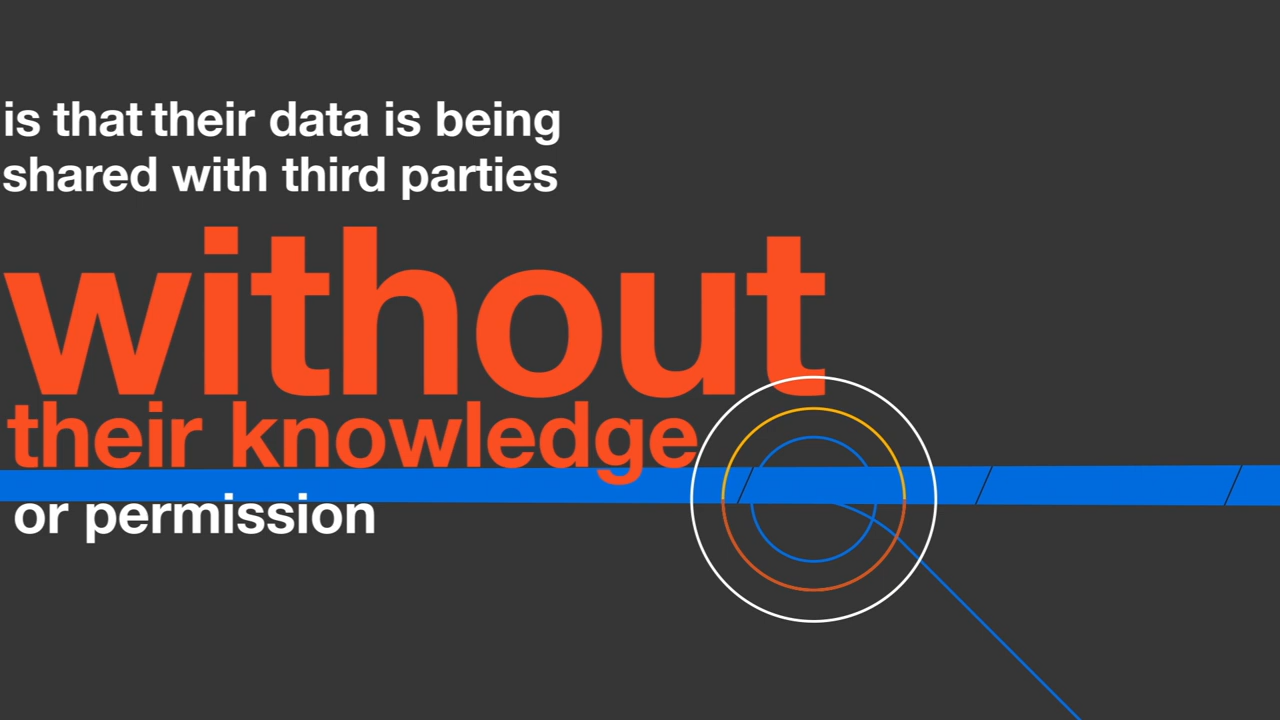 is that their data is being
shared with third parties
without
their knowledge
or permission